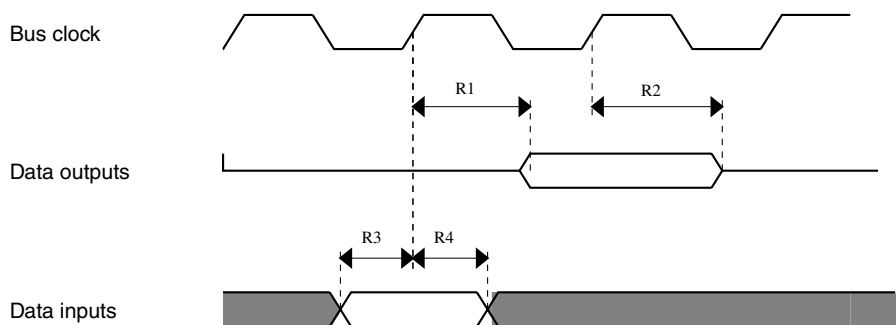 Bus clock
R1
R2
Data outputs
R3
R4
Data inputs